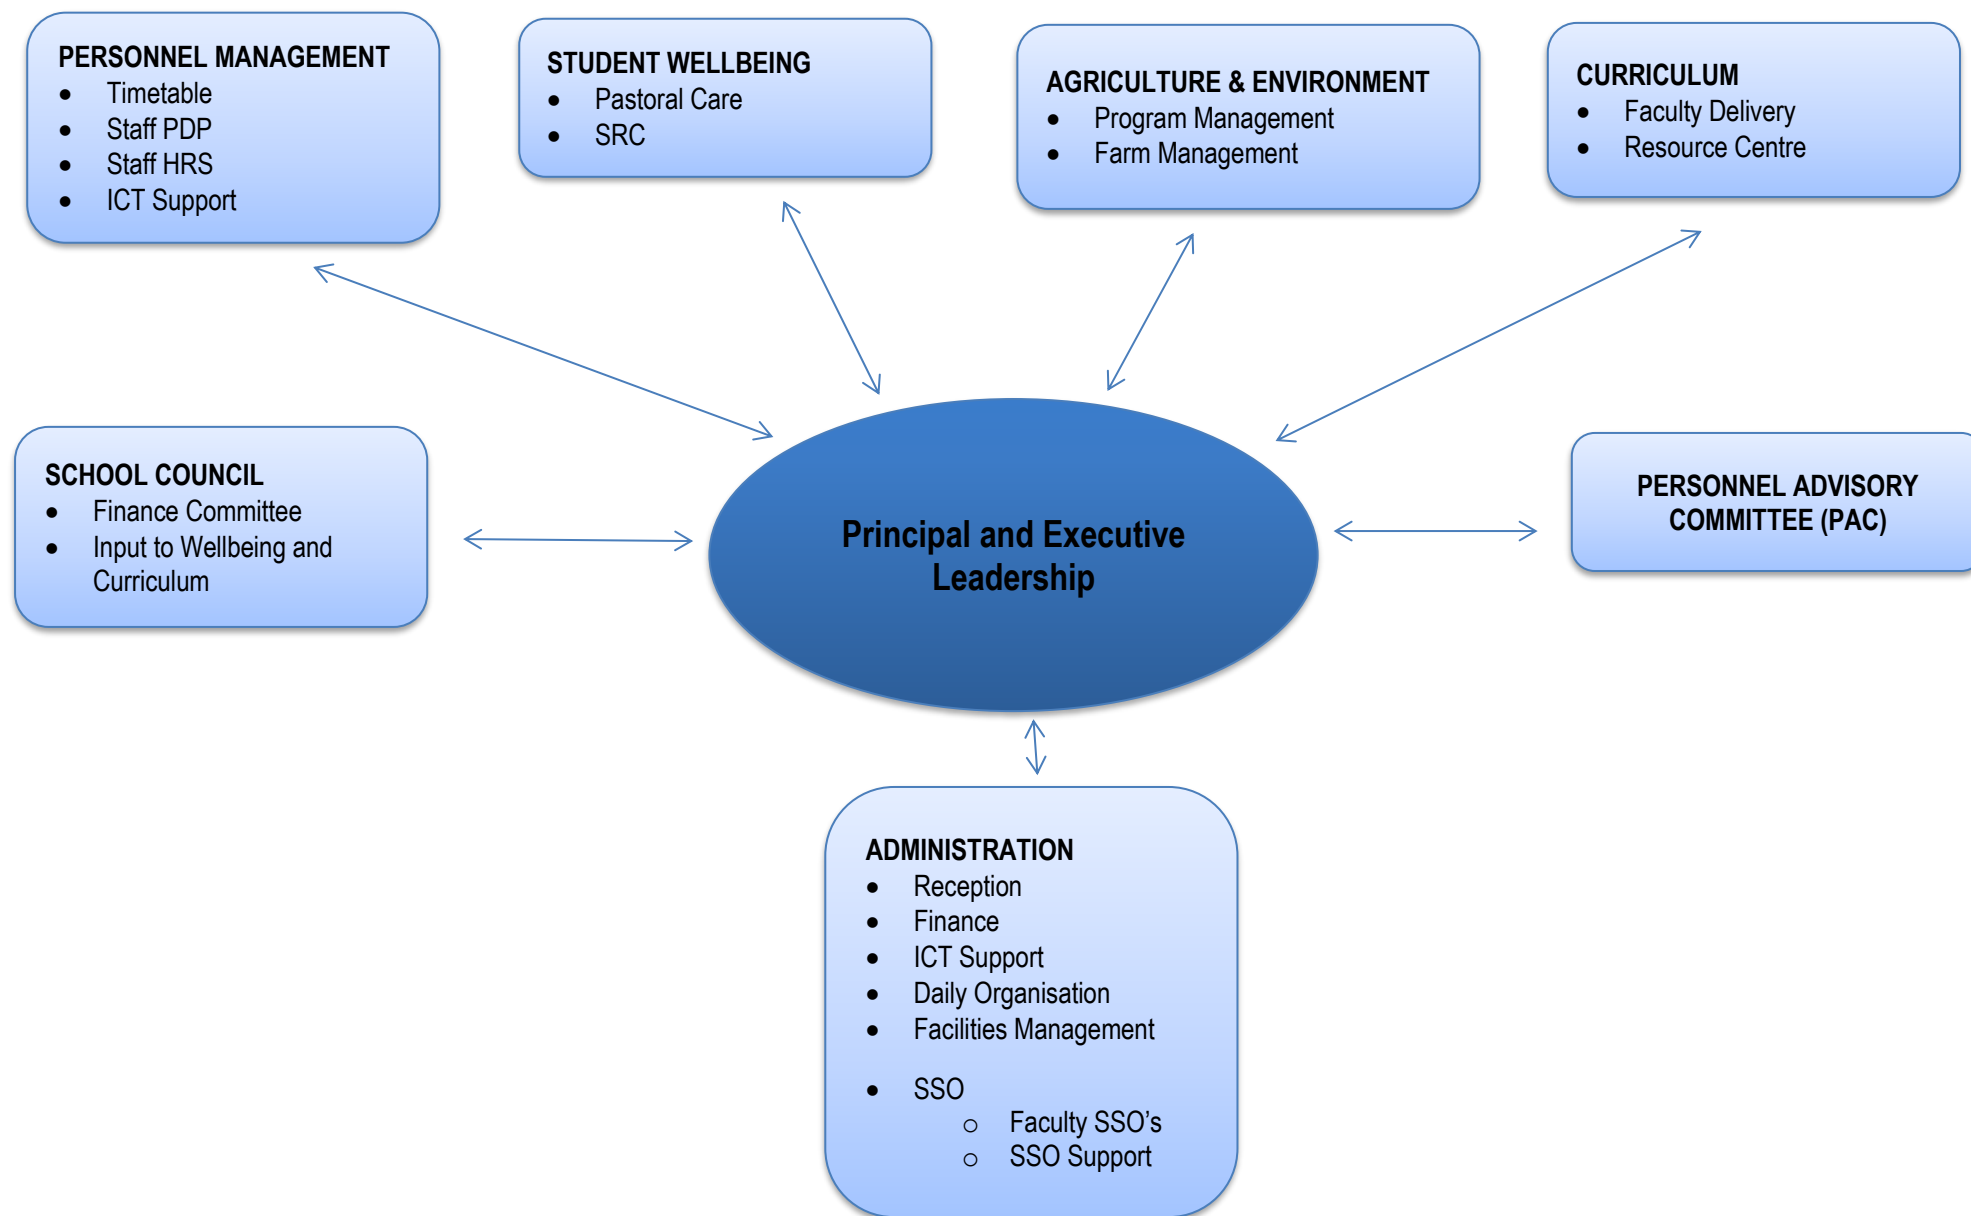 PERSONNEL MANAGEMENT
• Timetable
• Staff PDP
• Staff HRS
• ICT Support
STUDENT WELLBEING
• Pastoral Care
• SRC
AGRICULTURE & ENVIRONMENT
• Program Management
• Farm Management
CURRICULUM
• Faculty Delivery
• Resource Centre
SCHOOL COUNCIL
• Finance Committee
• Input to Wellbeing and
Curriculum
Principal and Executive
Leadership
PERSONNEL ADVISORY
COMMITTEE (PAC)
ADMINISTRATION
• Reception
• Finance
• ICT Support
• Daily Organisation
• Facilities Management
• SSO
o Faculty SSO’s
o SSO Support